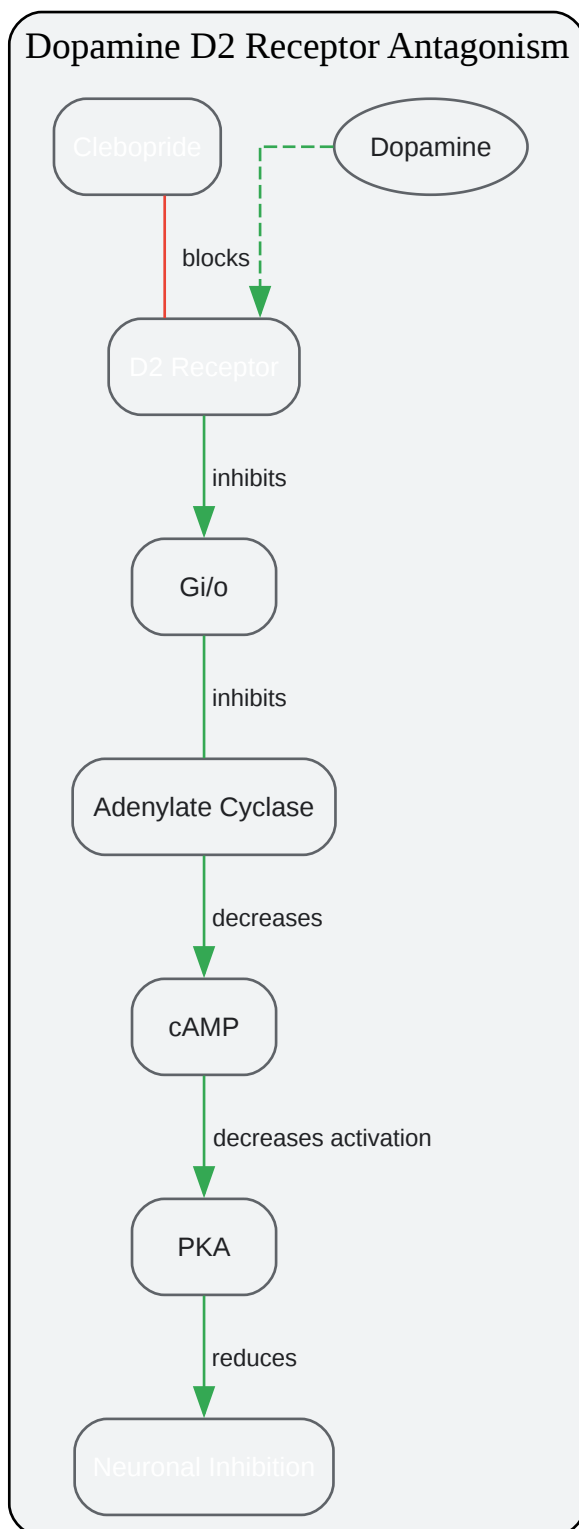 Dopamine D2 Receptor Antagonism
Clebopride
Dopamine
blocks
D2 Receptor
inhibits
Gi/o
inhibits
Adenylate Cyclase
decreases
cAMP
decreases activation
PKA
reduces
Neuronal Inhibition